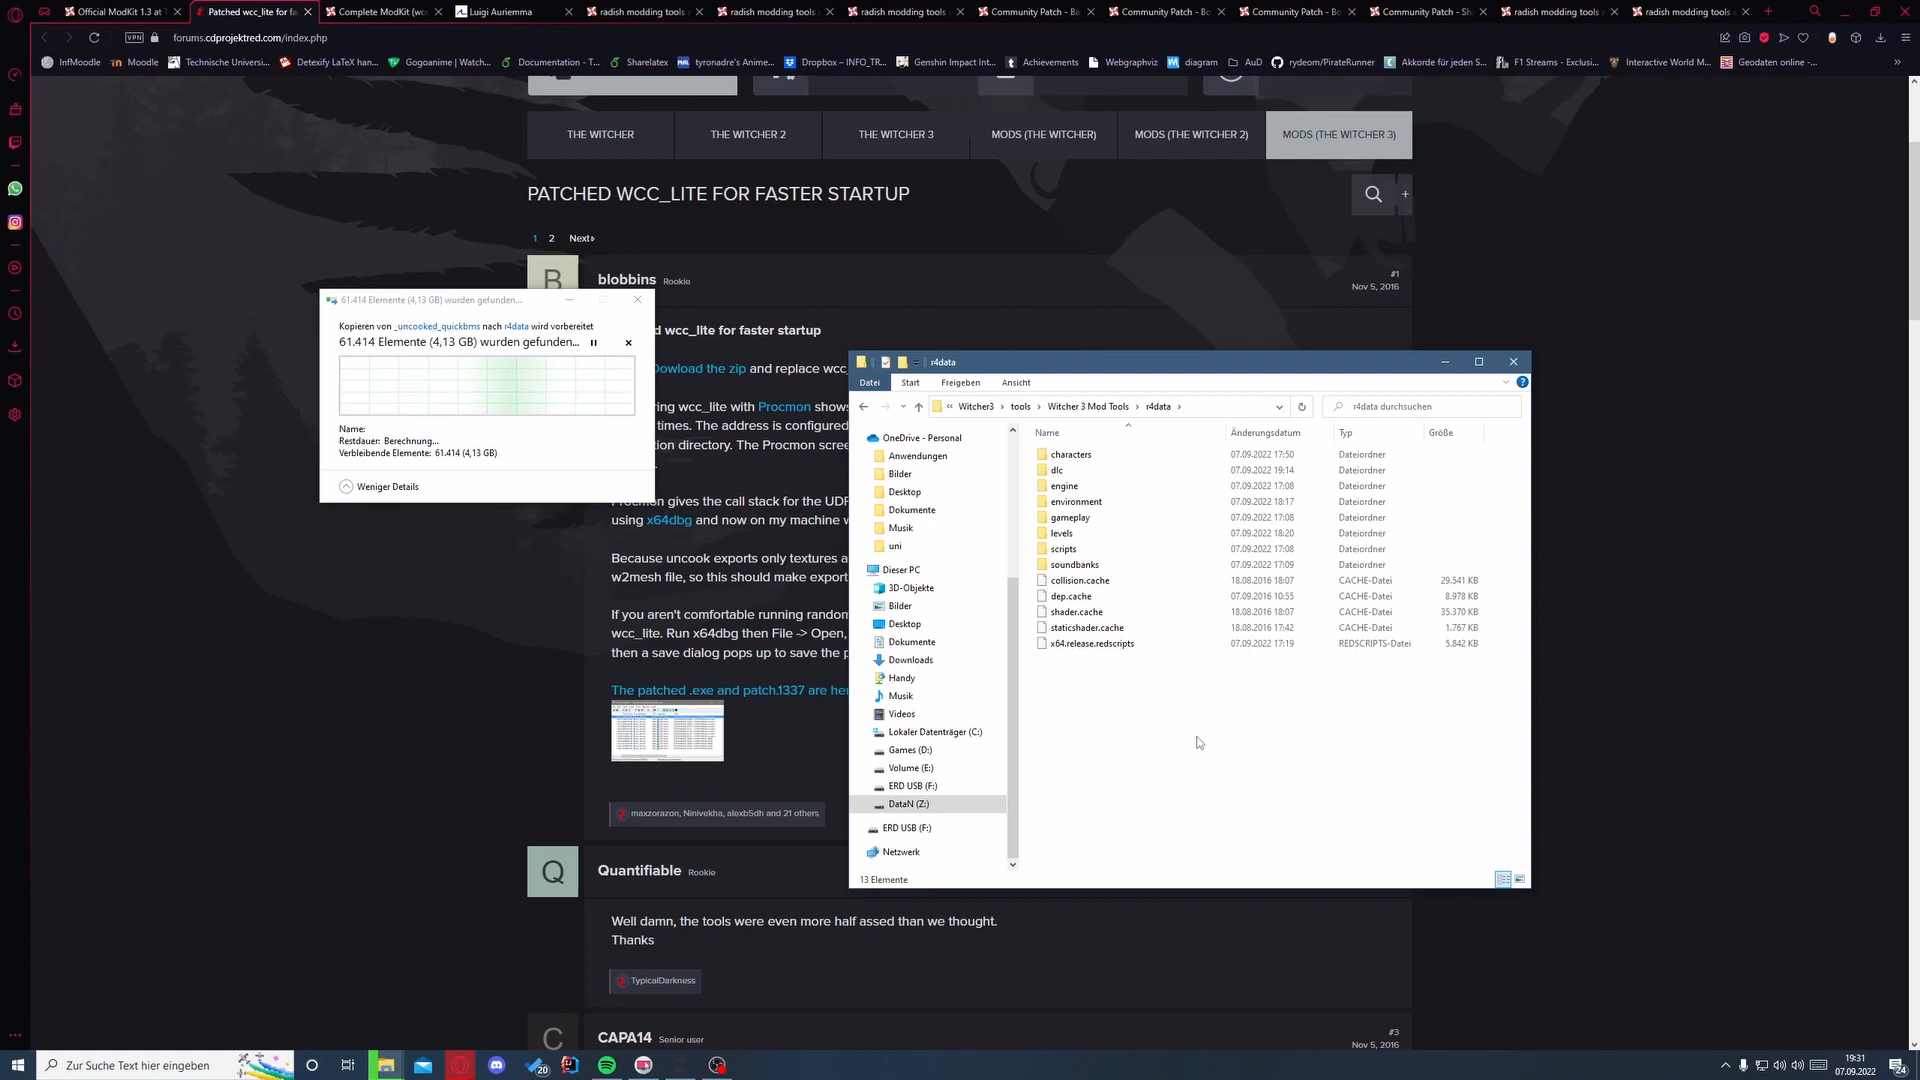 Official ModKit 1.3 at T
Patched wcc_lite for fa
Complete ModKit (wcc
Luigi Auriemma
radish modding tools
radish modding tools a
radish modding tools
Community Patch - Ba
Community Patch - Bo
Community Patch - Bo
Community Patch - Sh
radish modding tools
radish modding tools
VPN
forums.cdprojektred.com/index.php
InfMoodle
Moodle
Technische Universi...
Detexify LaTeX han...
Gogoanime | Watch...
Documentation - T...
Sharelatex
tyronadre's Anime...
Dropbox – INFO_TR...
Genshin Impact Int...
Achievements
Webgraphviz
diagram
AuD
rydeom/PirateRunner
Akkorde für jeden S...
F1 Streams - Exclusi...
Interactive World M...
Geodaten online -...
THE WITCHER
THE WITCHER 2
THE WITCHER 3
MODS (THE WITCHER)
MODS (THE WITCHER 2)
MODS (THE WITCHER 3)
PATCHED WCC_LITE FOR FASTER STARTUP
+
1 2 Next»
B
blobbins Rookie
#1
Nov 5, 2016
d wcc_lite for faster startup
Dowload the zip and replace wcc_
ring wcc_lite with Procmon shows
times. The address is configured
tion directory. The Procmon scree
Procmon gives the call stack for the UDP
using x64dbg and now on my machine w
Because uncook exports only textures a
w2mesh file, so this should make export
If you aren't comfortable running random
wcc_lite. Run x64dbg then File -> Open,
then a save dialog pops up to save the p
The patched .exe and patch.1337 are her
maxzorazon, Ninivekha, alexb5dh and 21 others
Q
Quantifiable Rookie
Well damn, the tools were even more half assed than we thought.
Thanks
TypicalDarkness
C
CAPA14 Senior user
#3
Nov 5, 2016
61.414 Elemente (4,13 GB) wurden gefunden...
Kopieren von _uncooked_quickbms nach r4data wird vorbereitet
61.414 Elemente (4,13 GB) wurden gefunden...
Name:
Restdauer: Berechnung...
Verbleibende Elemente: 61.414 (4,13 GB)
Weniger Details
r4data
Datei
Start
Freigeben
Ansicht
« Witcher3 › tools › Witcher 3 Mod Tools › r4data ›
r4data durchsuchen
OneDrive - Personal
Anwendungen
Bilder
Desktop
Dokumente
Musik
uni
Dieser PC
3D-Objekte
Bilder
Desktop
Dokumente
Downloads
Handy
Musik
Videos
Lokaler Datenträger (C:)
Games (D:)
Volume (E:)
ERD USB (F:)
DataN (Z:)
ERD USB (F:)
Netzwerk
Name Änderungsdatum Typ Größe
characters 07.09.2022 17:50 Dateiordner
dlc 07.09.2022 19:14 Dateiordner
engine 07.09.2022 17:08 Dateiordner
environment 07.09.2022 18:17 Dateiordner
gameplay 07.09.2022 17:08 Dateiordner
levels 07.09.2022 18:20 Dateiordner
scripts 07.09.2022 17:08 Dateiordner
soundbanks 07.09.2022 17:09 Dateiordner
collision.cache 18.08.2016 18:07 CACHE-Datei 29.541 KB
dep.cache 07.09.2016 10:55 CACHE-Datei 8.978 KB
shader.cache 18.08.2016 18:07 CACHE-Datei 35.370 KB
staticshader.cache 18.08.2016 17:42 CACHE-Datei 1.767 KB
x64.release.redscripts 07.09.2022 17:19 REDSCRIPTS-Datei 5.842 KB
13 Elemente
Zur Suche Text hier eingeben
20
19:31
07.09.2022
24